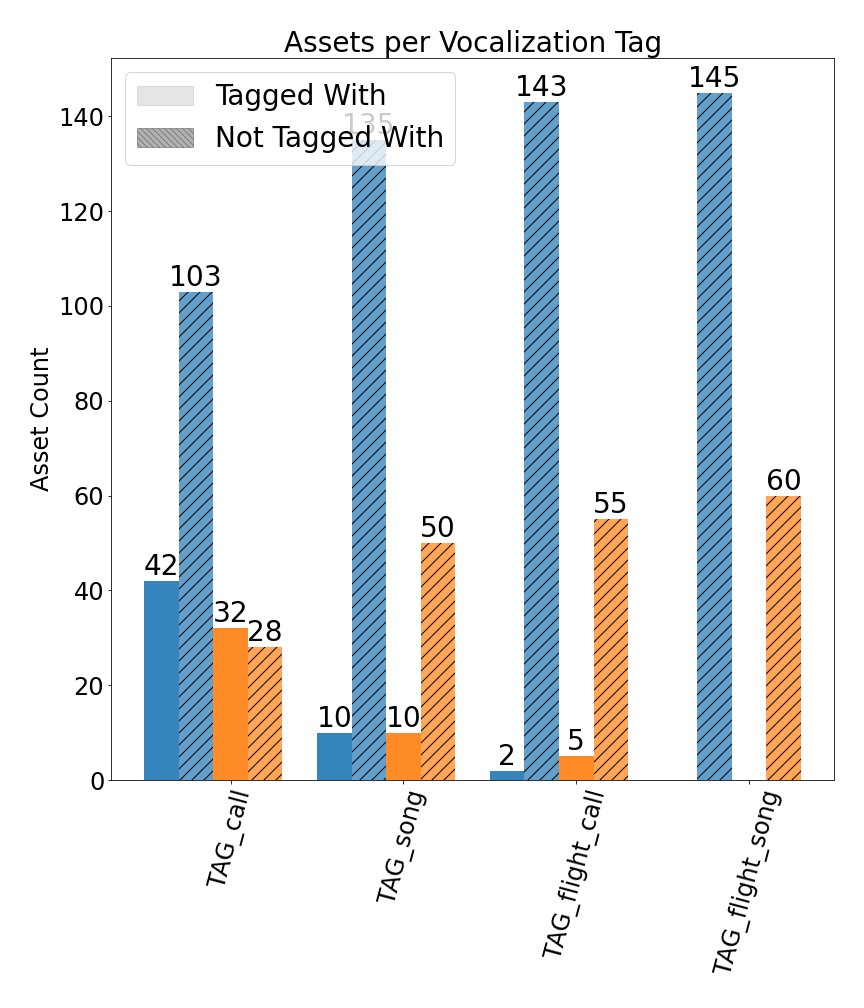 Assets per Vocalization Tag
Tagged With
Not Tagged With
Asset Count
140
120
100
80
60
40
20
0
42
103
32
28
10
135
10
50
2
143
5
55
145
60
TAG_call
TAG_song
TAG_flight_call
TAG_flight_song